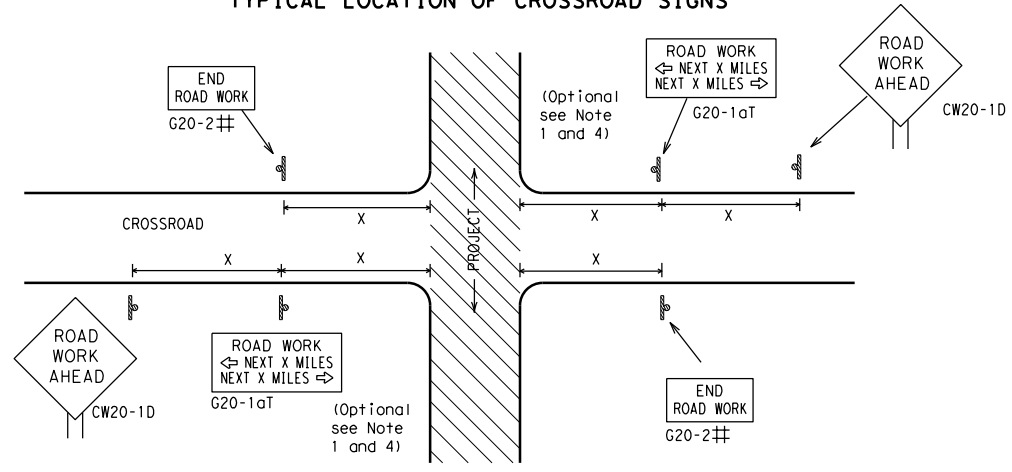 TYPICAL LOCATION OF CROSSROAD SIGNS
END
ROAD WORK
G20-2#
ROAD WORK
⇦ NEXT X MILES
NEXT X MILES ⇨
G20-1aT
(Optional
see Note
1 and 4)
ROAD
WORK
AHEAD
CW20-1D
X
X
X
CROSSROAD
PROJECT
X
X
X
ROAD
WORK
AHEAD
CW20-1D
ROAD WORK
⇦ NEXT X MILES
NEXT X MILES ⇨
G20-1aT
(Optional
see Note
1 and 4)
END
ROAD WORK
G20-2#